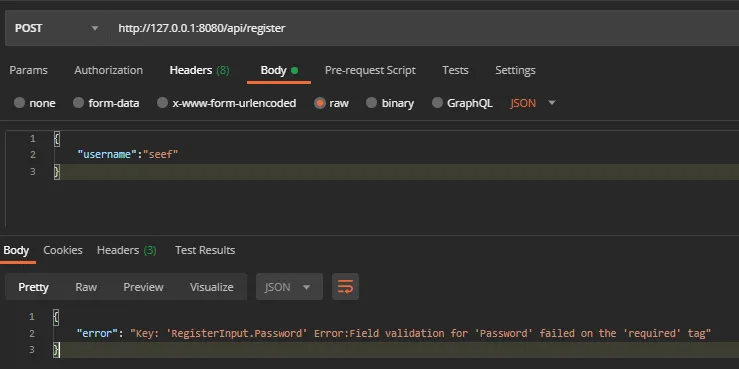 POST http://127.0.0.1:8080/api/register
Params Authorization Headers (8) Body Pre-request Script Tests Settings
none form-data x-www-form-urlencoded raw binary GraphQL JSON
1 {
2 "username":"seef"
3 }
Body Cookies Headers (3) Test Results
Pretty Raw Preview Visualize JSON
1 {
2 "error": "Key: 'RegisterInput.Password' Error:Field validation for 'Password' failed on the 'required' tag"
3 }